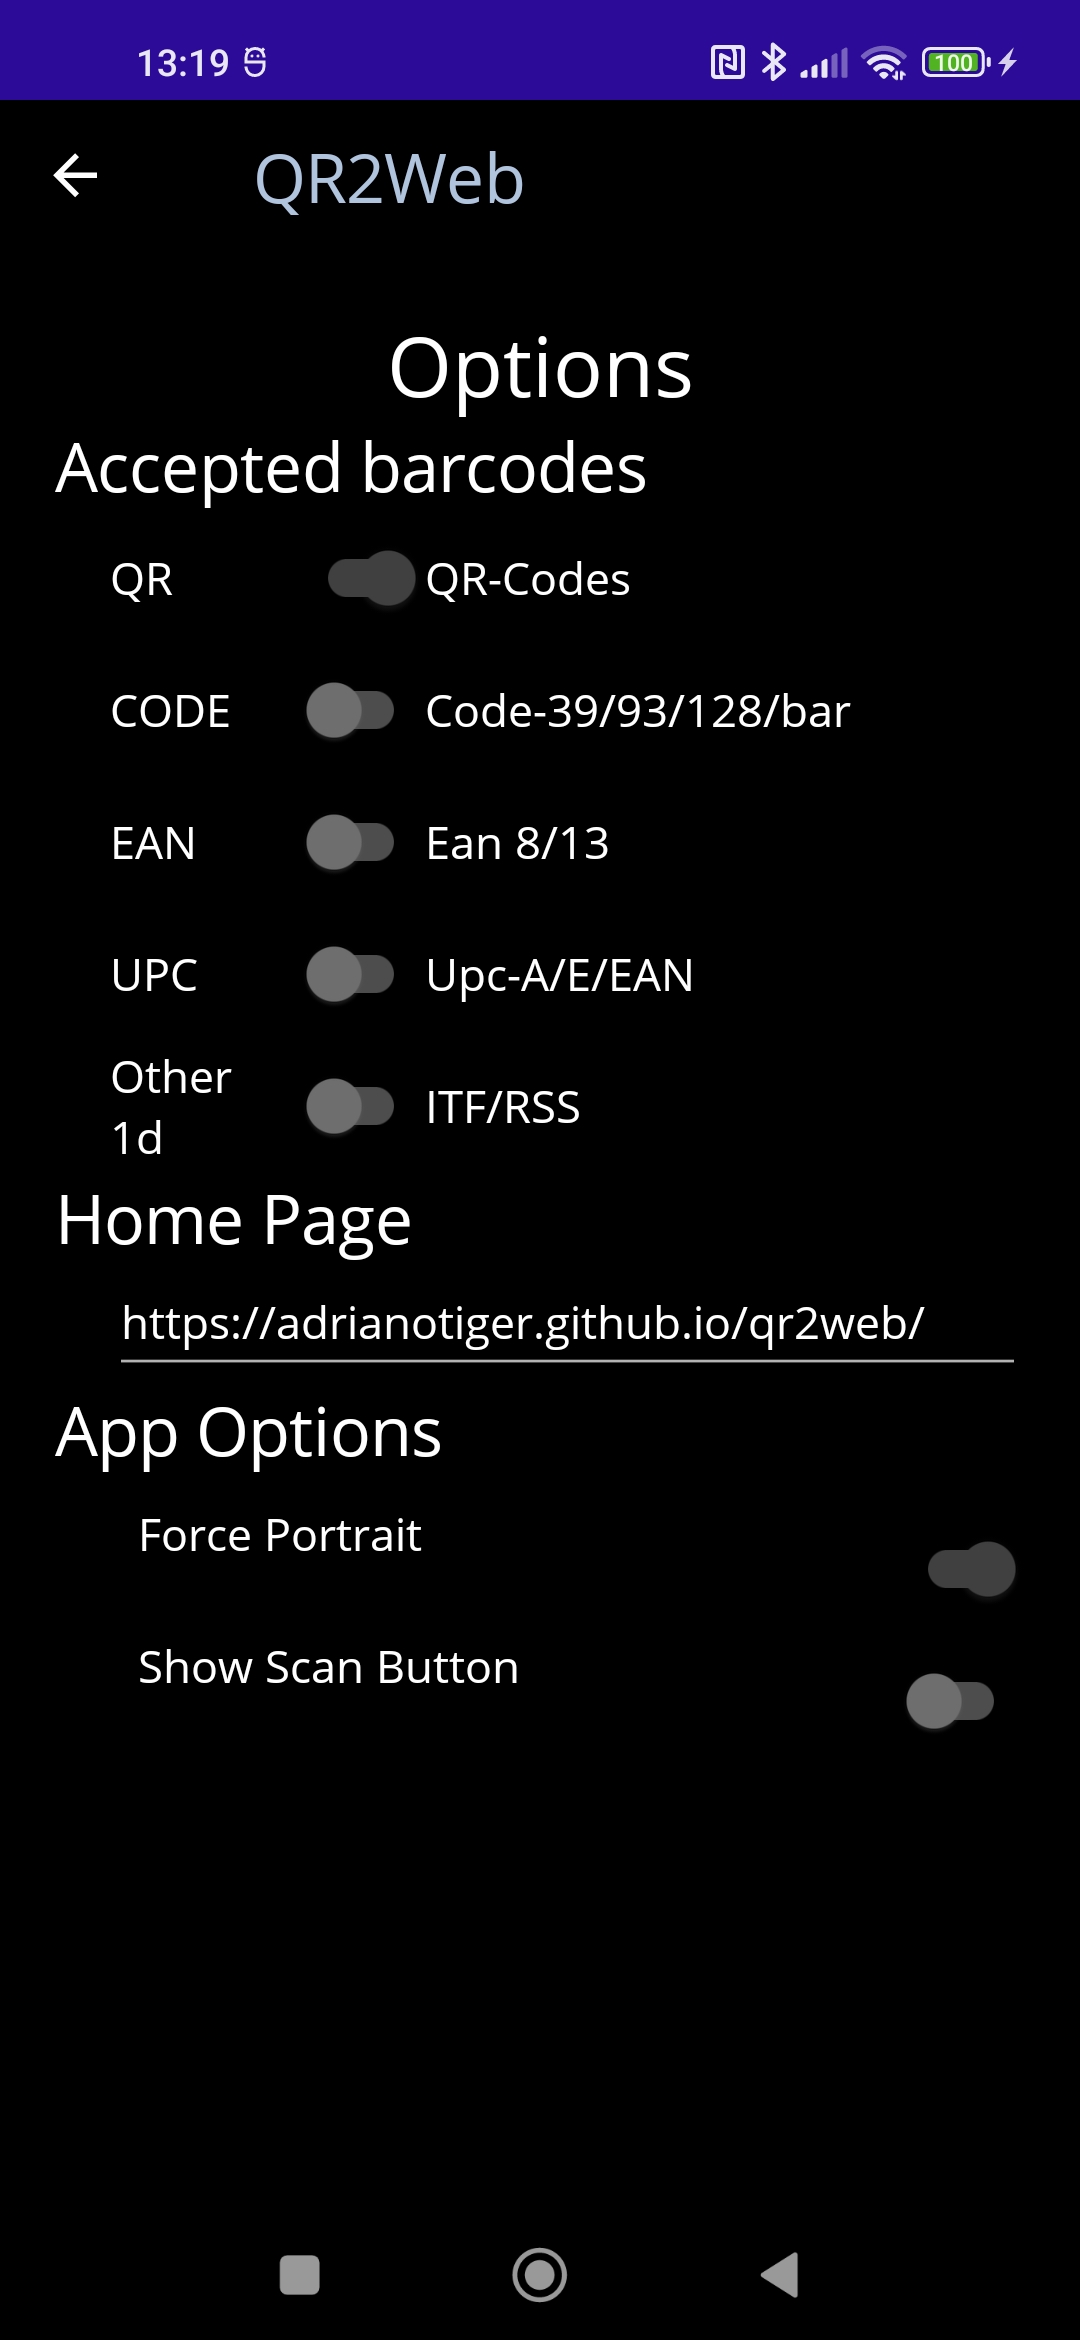 13:19
100
QR2Web
Options
Accepted barcodes
QR QR-Codes
CODE Code-39/93/128/bar
EAN Ean 8/13
UPC Upc-A/E/EAN
Other
1d ITF/RSS
Home Page
https://adrianotiger.github.io/qr2web/
App Options
Force Portrait
Show Scan Button